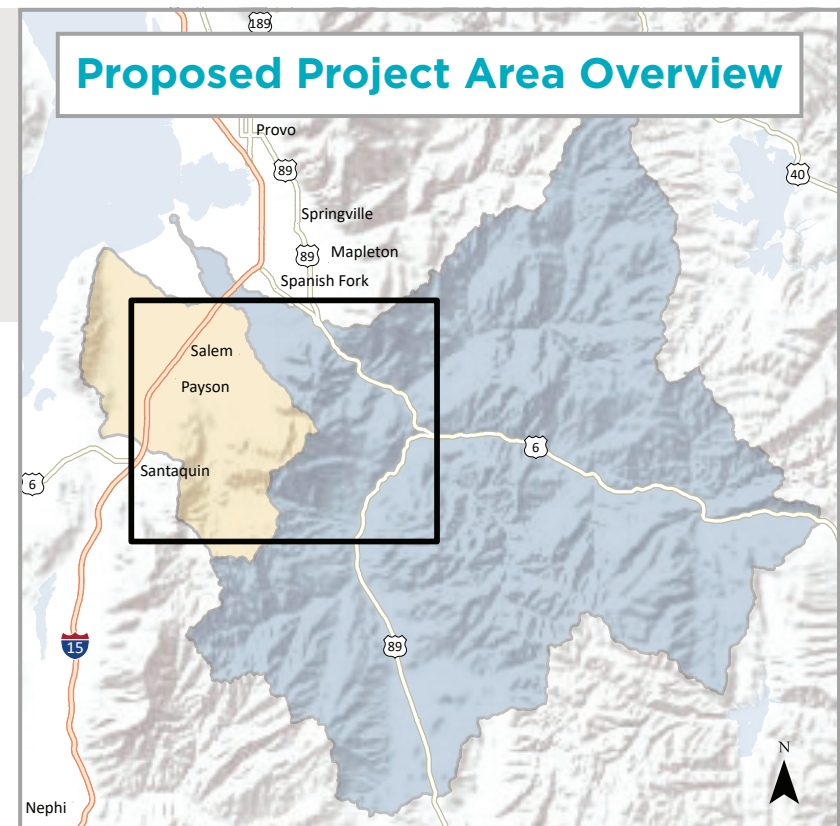 189
Proposed Project Area Overview
Provo
40
89
Springville
89
Mapleton
Spanish Fork
Salem
Payson
6
Santaquin
6
15
89
N
Nephi